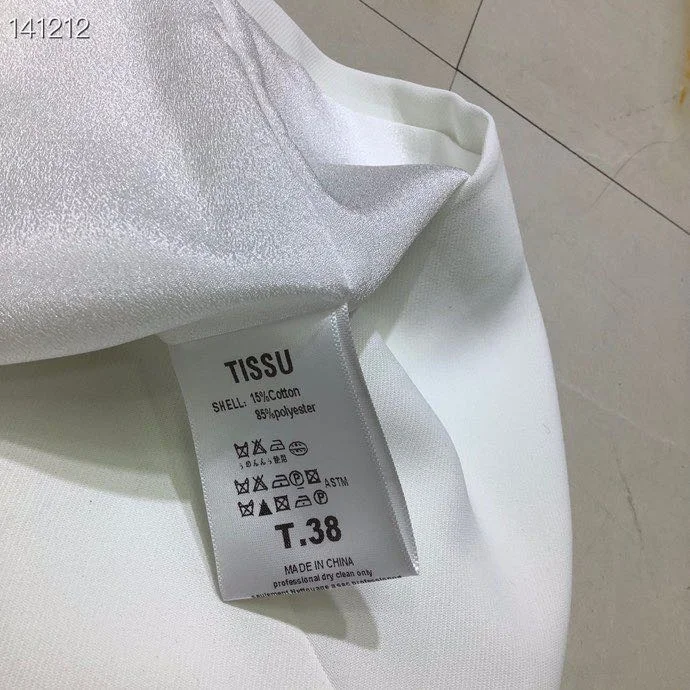 141212
TISSU
SHELL: 15%Cotton
85%polyester
ASTM
T.38
MADE IN CHINA
professional dry clean only